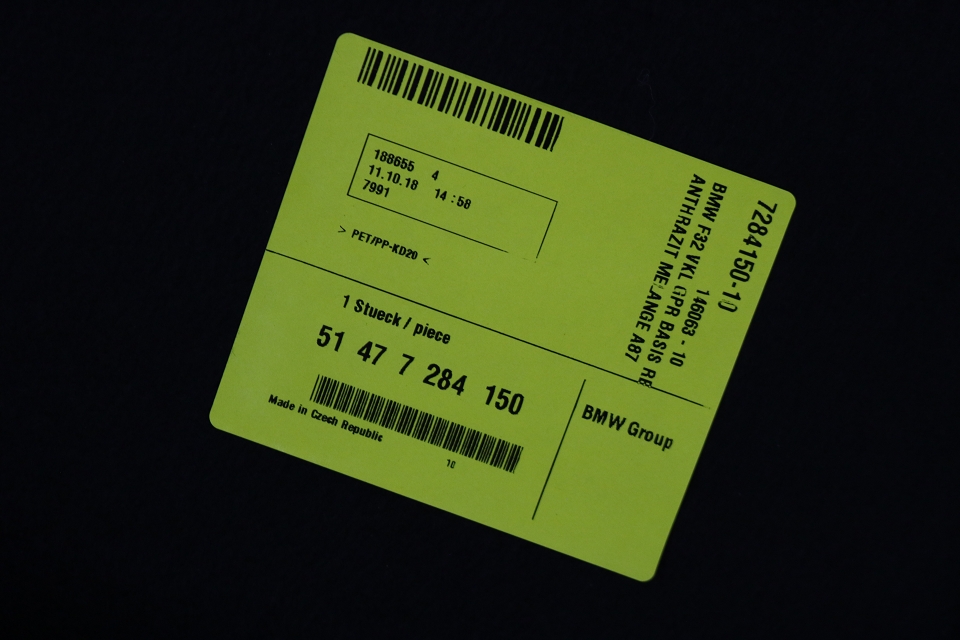 188655 4
11.10.18 14:58
7991
> PET/PP-KD20 <
7284150-10
146063 - 10
BMW F32 VKL GPR BASIS RE
ANTHRAZIT MELANGE A87
1 Stueck / piece
51 47 7 284 150
Made in Czech Republic
10
BMW Group